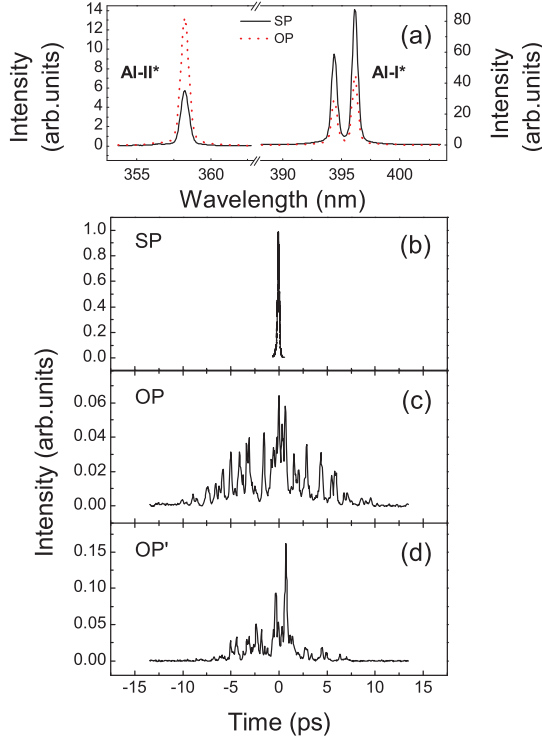 14
12
10
8
6
4
2
0
Intensity
(arb.units)
SP
OP
(a)
Al-II*
Al-I*
80
60
40
20
0
Intensity
(arb.units)
355
360
390
395
400
Wavelength (nm)
1.0
0.8
0.6
0.4
0.2
0.0
SP
(b)
0.06
0.04
0.02
0.00
OP
(c)
Intensity (arb.units)
0.15
0.10
0.05
0.00
OP'
(d)
-15
-10
-5
0
5
10
15
Time (ps)